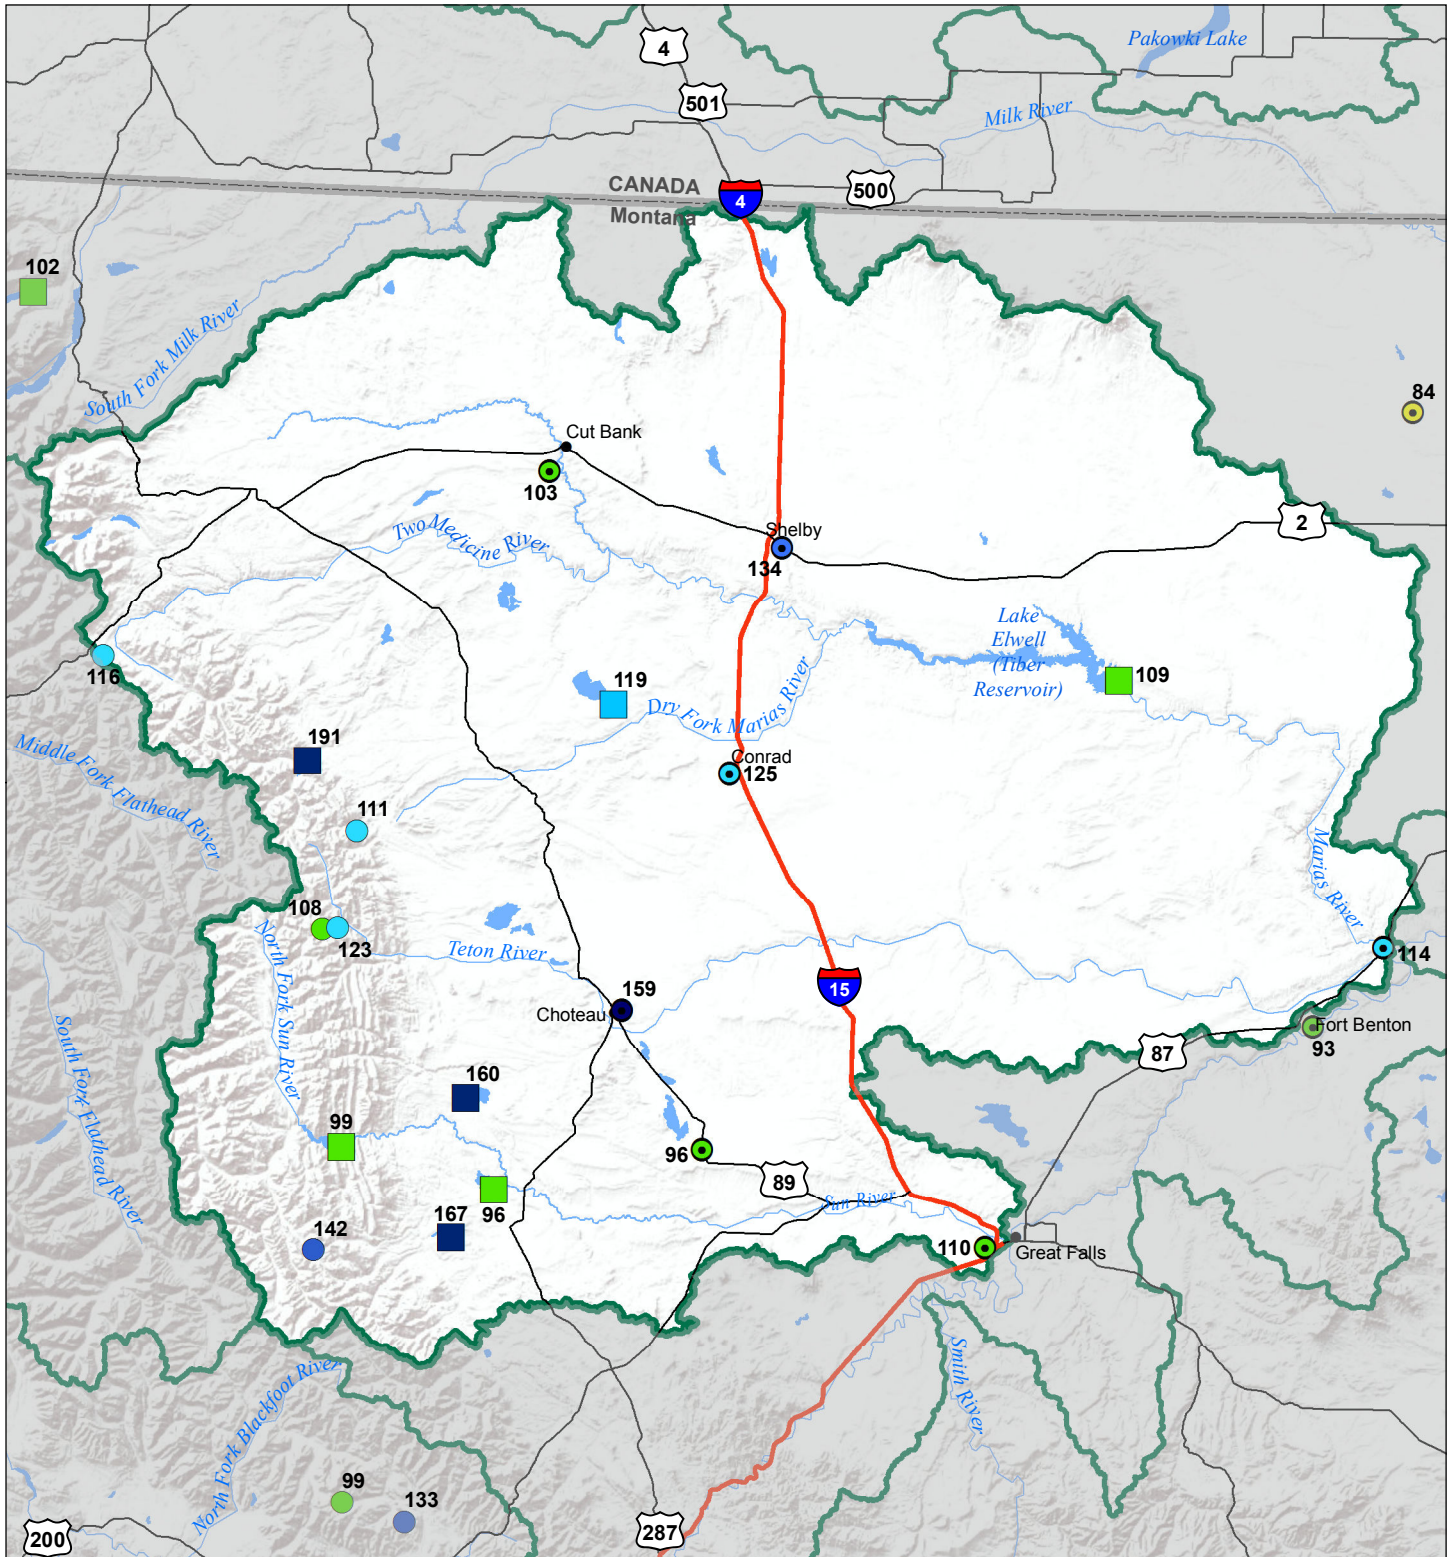 Pakowki Lake
4
501
Milk River
CANADA
Montana
4
500
102
South Fork Milk River
84
Cut Bank
103
2
Two Medicine River
Shelby
134
Lake
Elwell
(Tiber
Reservoir)
116
119
109
Dry Fork Marias River
191
Middle Fork Flathead River
Conrad
125
111
Marias River
108
123
North Fork Sun River
Teton River
114
159
Choteau
15
Fort Benton
93
87
South Fork Flathead River
160
99
96
89
96
Sun River
167
142
110
Great Falls
Smith River
North Fork Blackfoot River
99
133
200
287